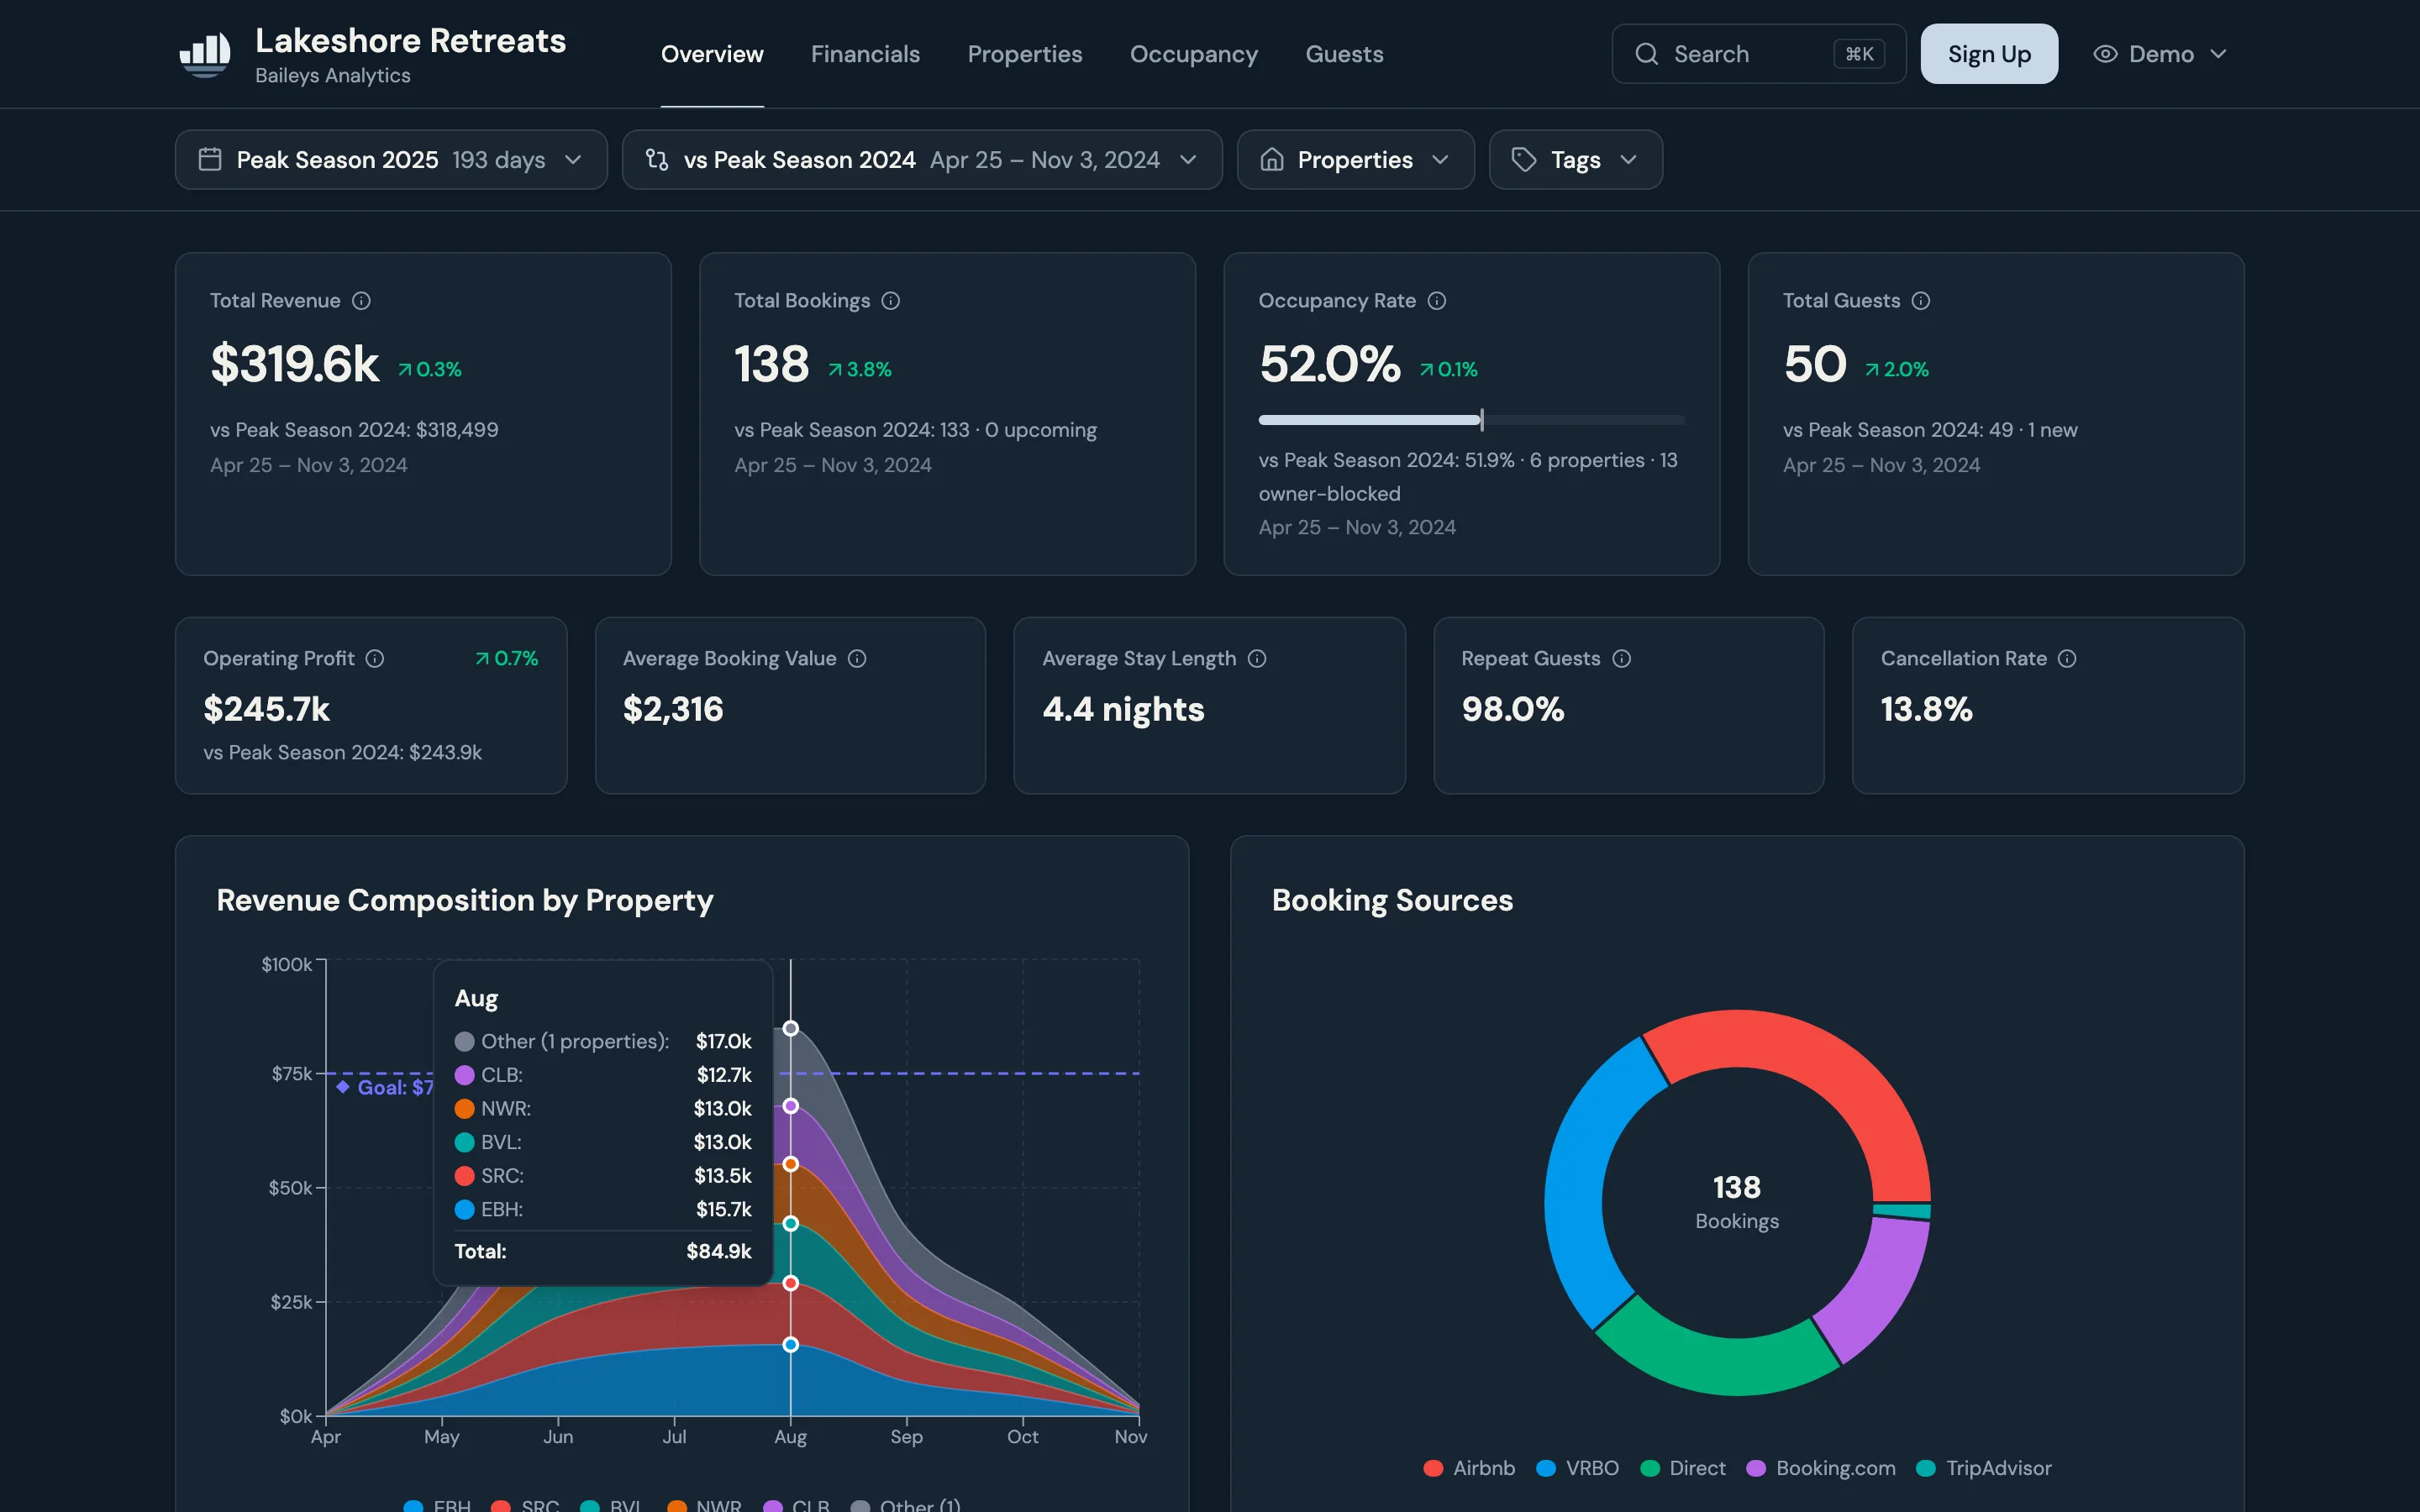 Lakeshore Retreats
Baileys Analytics
Overview
Financials
Properties
Occupancy
Guests
Search
⌘K
Sign Up
Demo
Peak Season 2025 193 days
vs Peak Season 2024 Apr 25 – Nov 3, 2024
Properties
Tags
Total Revenue
$319.6k 0.3%
vs Peak Season 2024: $318,499
Apr 25 – Nov 3, 2024
Total Bookings
138 3.8%
vs Peak Season 2024: 133 · 0 upcoming
Apr 25 – Nov 3, 2024
Occupancy Rate
52.0% 0.1%
vs Peak Season 2024: 51.9% · 6 properties · 13
owner-blocked
Apr 25 – Nov 3, 2024
Total Guests
50 2.0%
vs Peak Season 2024: 49 · 1 new
Apr 25 – Nov 3, 2024
Operating Profit 0.7%
$245.7k
vs Peak Season 2024: $243.9k
Average Booking Value
$2,316
Average Stay Length
4.4 nights
Repeat Guests
98.0%
Cancellation Rate
13.8%
Revenue Composition by Property
$100k
$75k
$50k
$25k
$0k
Goal: $7
Aug
Other (1 properties): $17.0k
CLB: $12.7k
NWR: $13.0k
BVL: $13.0k
SRC: $13.5k
EBH: $15.7k
Total: $84.9k
Apr May Jun Jul Aug Sep Oct Nov
EBH SRC BVL NWR CLB Other (1)
Booking Sources
138
Bookings
Airbnb VRBO Direct Booking.com TripAdvisor